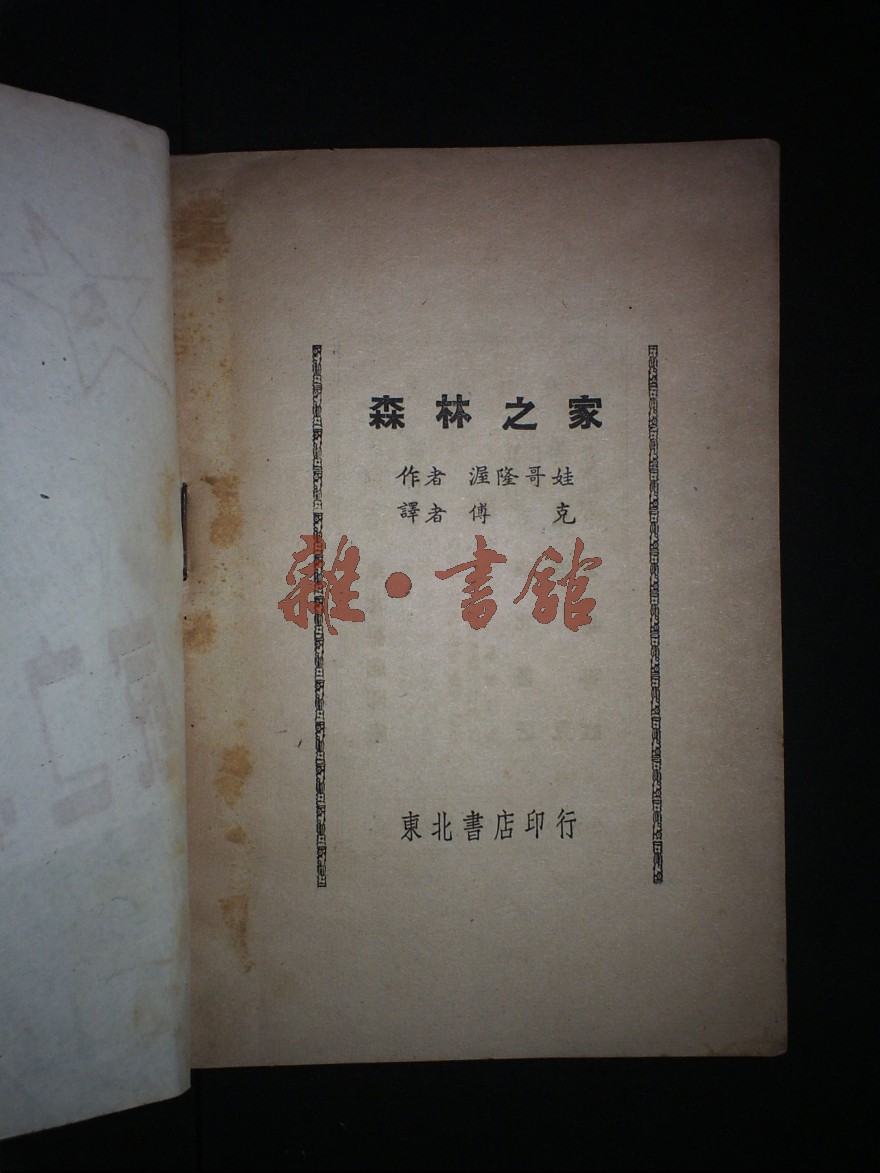 森林之家
作者 渥隆哥娃
譯者 傅 克
雜·書館
東北書店印行